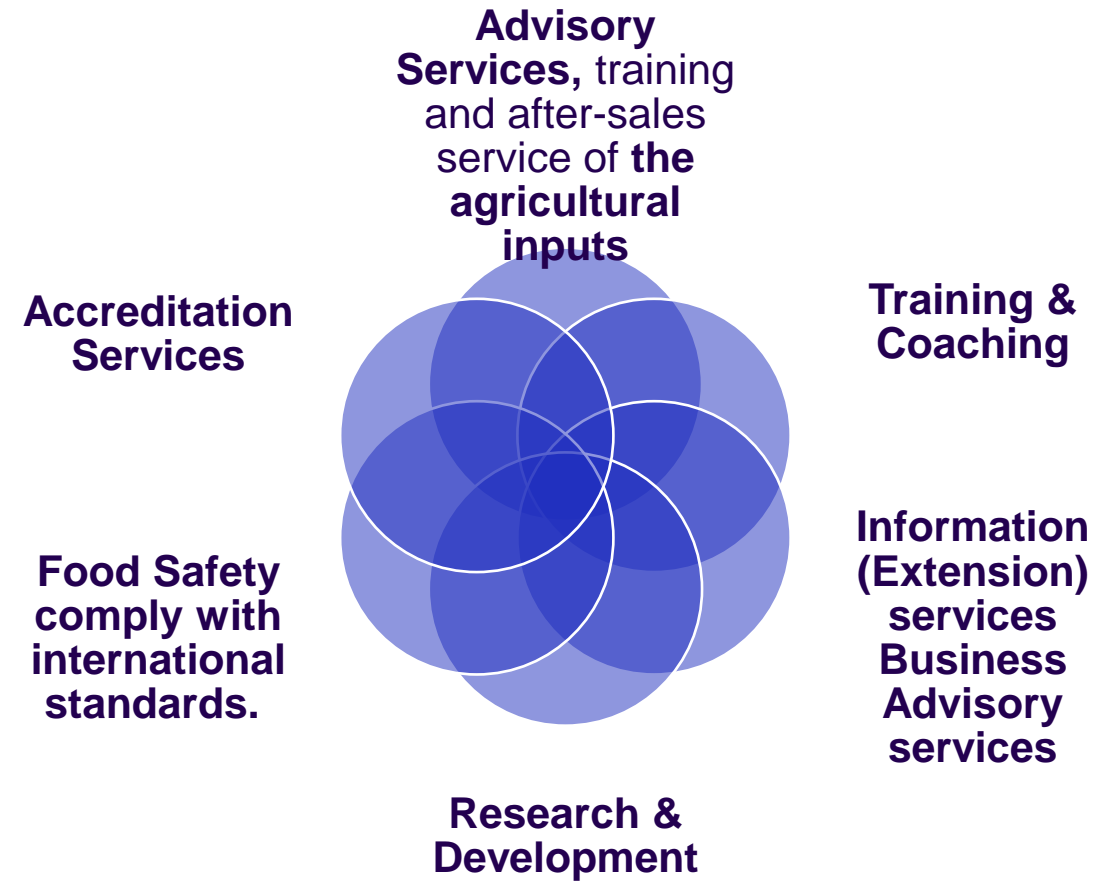 Advisory
Services, training
and after-sales
service of the
agricultural
inputs
Training &
Coaching
Information
(Extension)
services
Business
Advisory
services
Research &
Development
Food Safety
comply with
international
standards.
Accreditation
Services